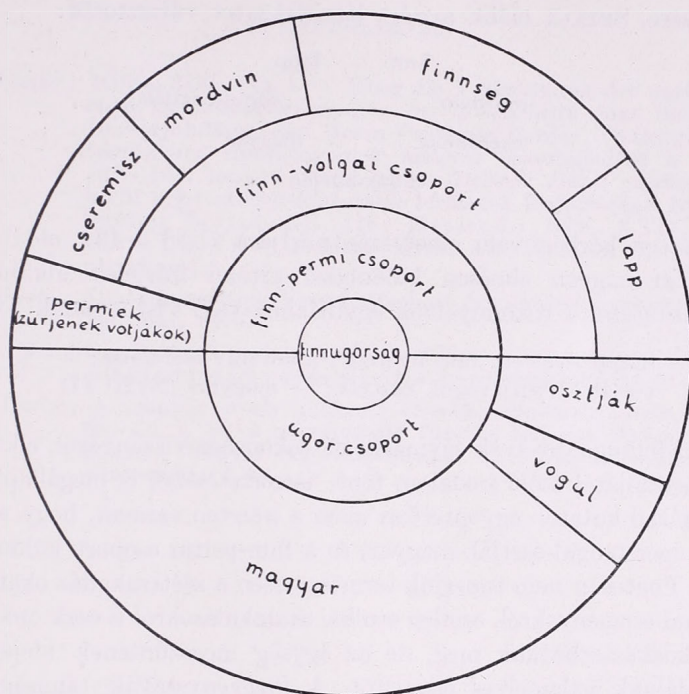 finnség
mordvin
cseremisz
lapp
finn-volgai csoport
finn permi csoport
permiek
(zürjének votjákok)
finnugorság
osztják
ugor csoport
vogul
magyar